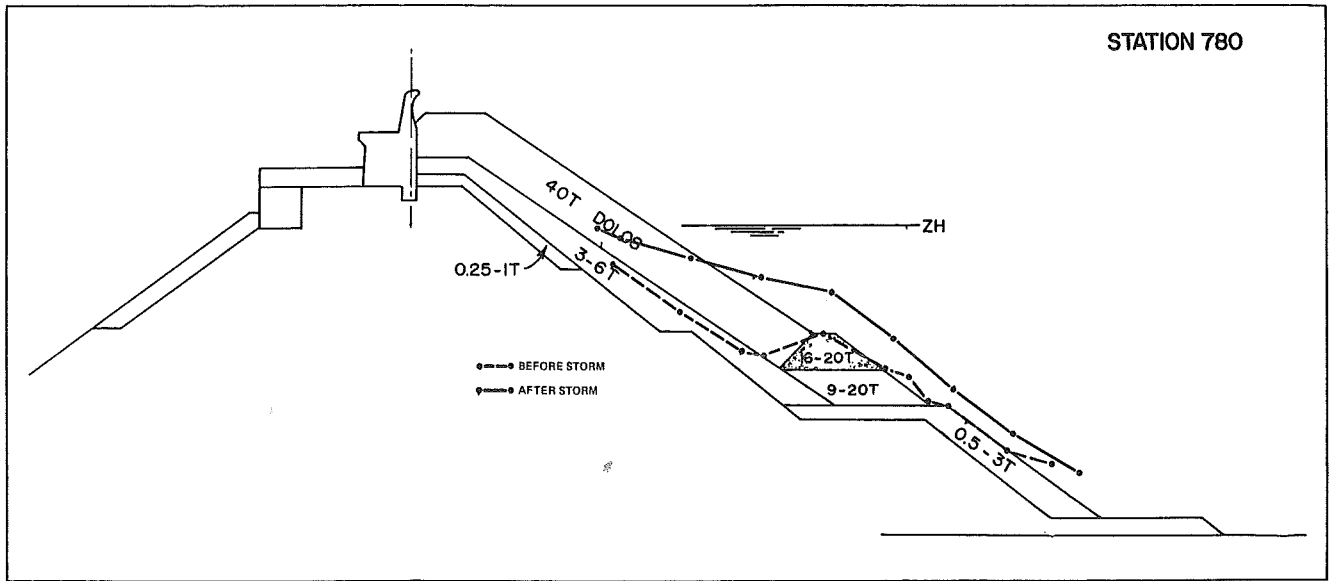 STATION 780
ZH
40T DOLOS
3-6T
0.25-1T
6-20T
9-20T
BEFORE STORM
AFTER STORM
0.5-3T